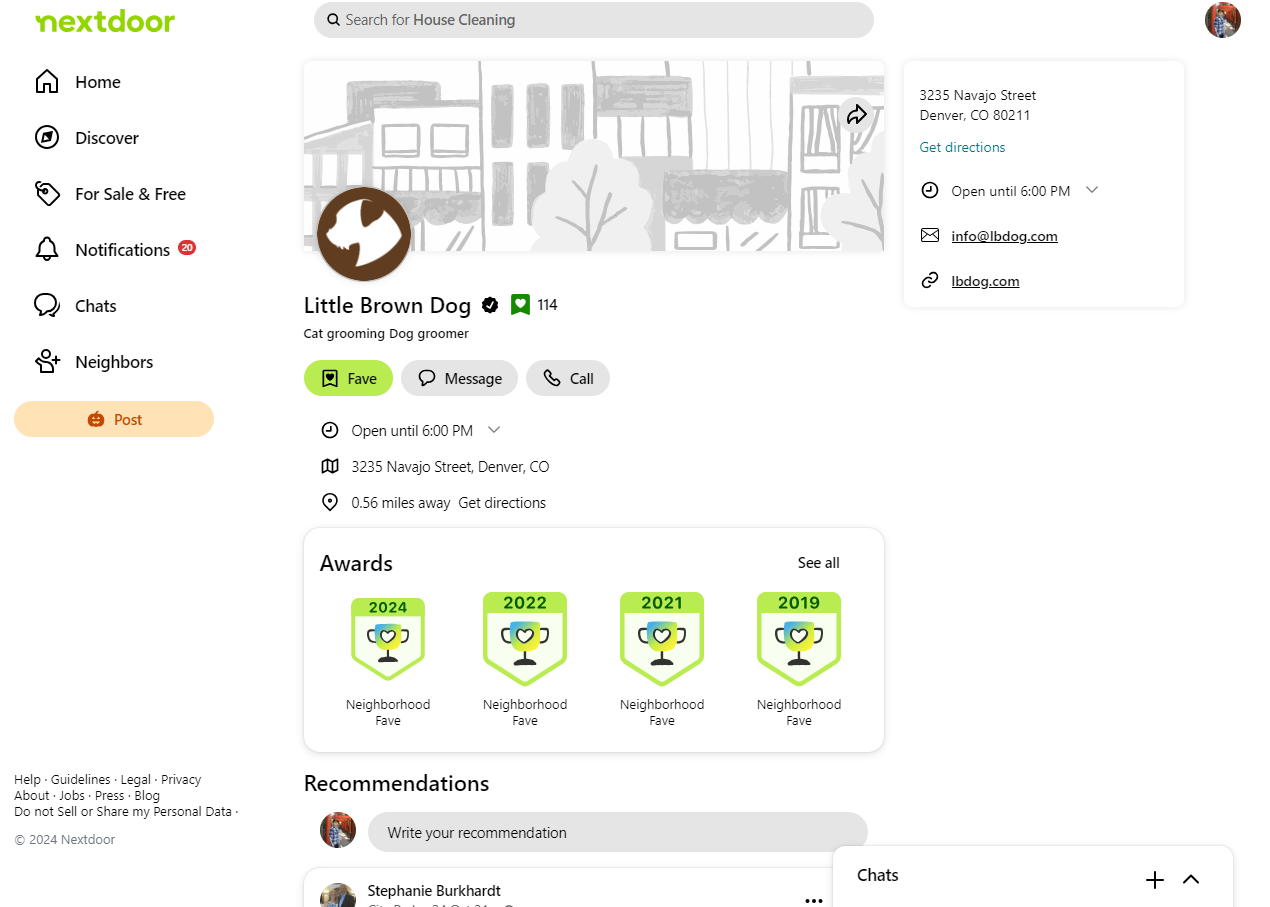 nextdoor
Search for House Cleaning
Home
Discover
For Sale & Free
Notifications 20
Chats
Neighbors
Post
Help · Guidelines · Legal · Privacy
About · Jobs · Press · Blog
Do not Sell or Share my Personal Data ·
© 2024 Nextdoor
Little Brown Dog 114
Cat grooming Dog groomer
Fave Message Call
Open until 6:00 PM
3235 Navajo Street, Denver, CO
0.56 miles away Get directions
Awards See all
2024 2022 2021 2019
Neighborhood Neighborhood Neighborhood Neighborhood
Fave Fave Fave Fave
Recommendations
Write your recommendation
Stephanie Burkhardt
3235 Navajo Street
Denver, CO 80211
Get directions
Open until 6:00 PM
info@lbdog.com
lbdog.com
Chats